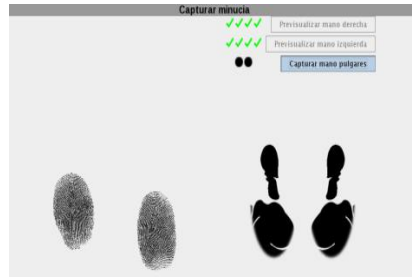 Capturar minucia
Previsualizar mano derecha
Previsualizar mano izquierda
Capturar mano pulgares